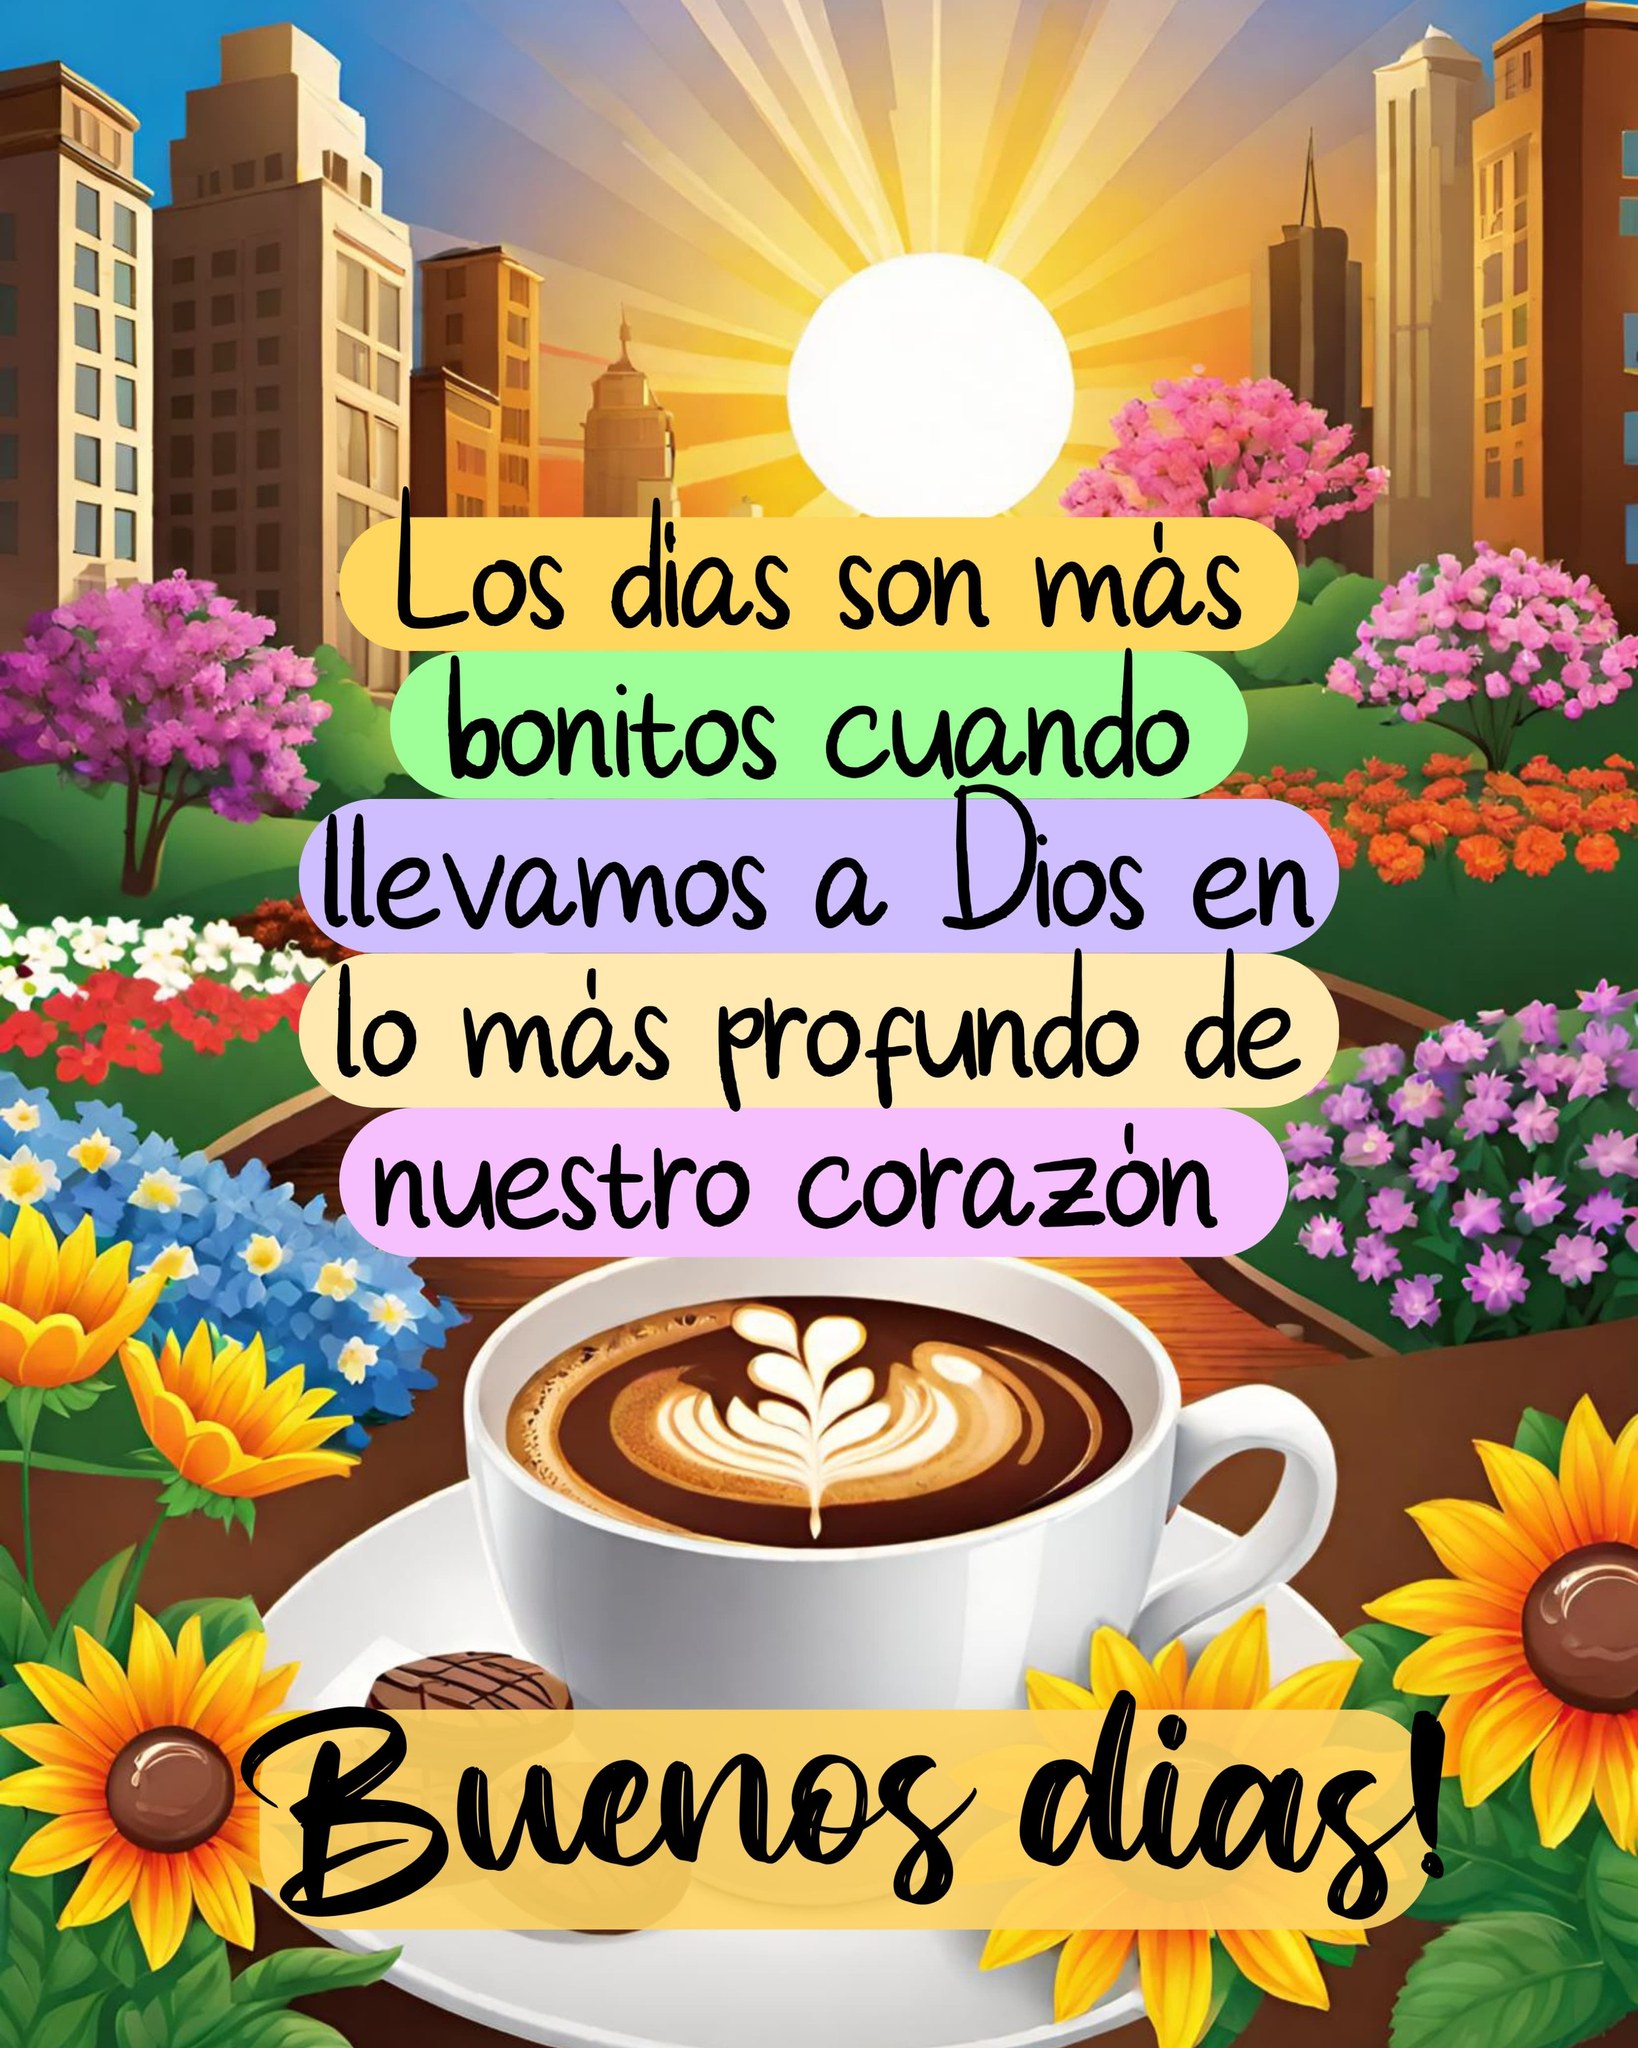 Los dias son más
bonitos cuando
llevamos a Dios en
lo más profundo de
nuestro corazón
Buenos dias!